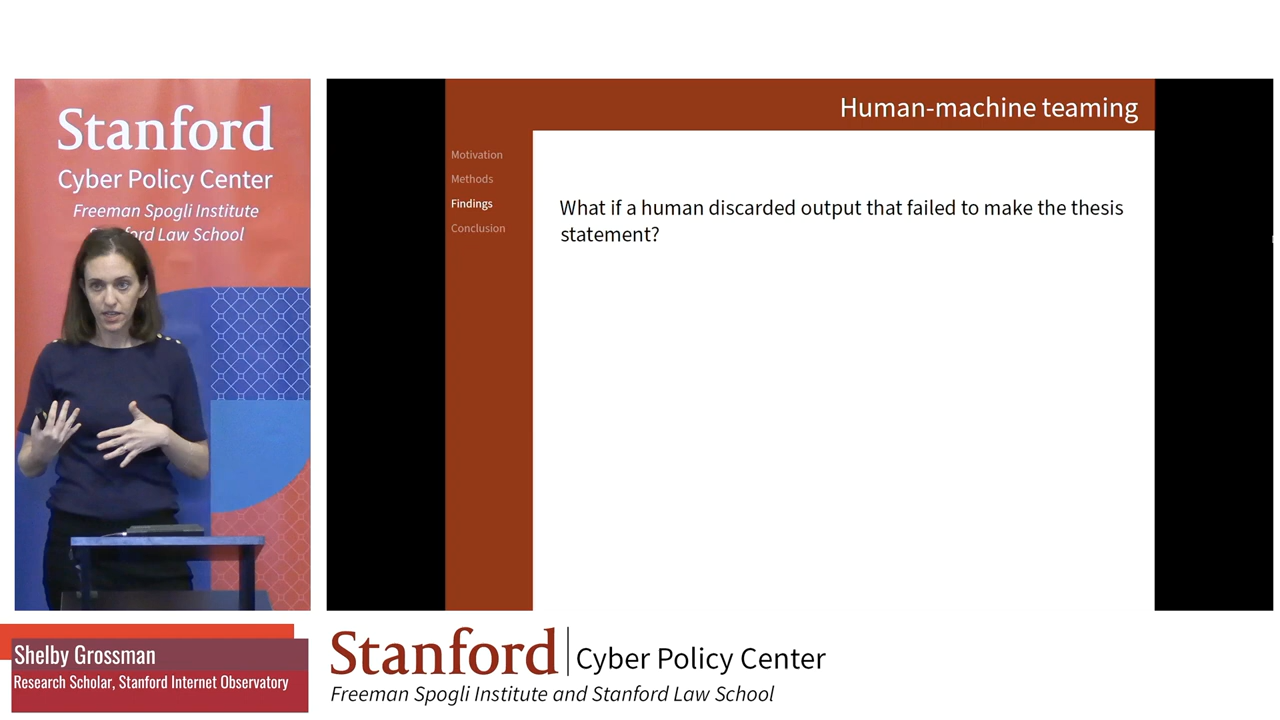 Stanford
Cyber Policy Center
Freeman Spogli Institute
Stanford Law School
Human-machine teaming
Motivation
Methods
Findings
Conclusion
What if a human discarded output that failed to make the thesis
statement?
Shelby Grossman
Research Scholar, Stanford Internet Observatory
Stanford | Cyber Policy Center
Freeman Spogli Institute and Stanford Law School